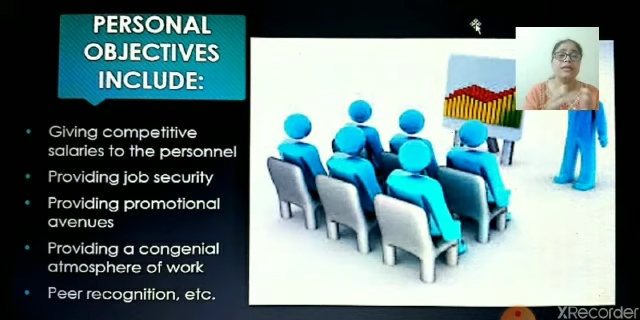 PERSONAL
OBJECTIVES
INCLUDE:
• Giving competitive
salaries to the personnel
• Providing job security
• Providing promotional
avenues
• Providing a congenial
atmosphere of work
• Peer recognition, etc.
XRecorder